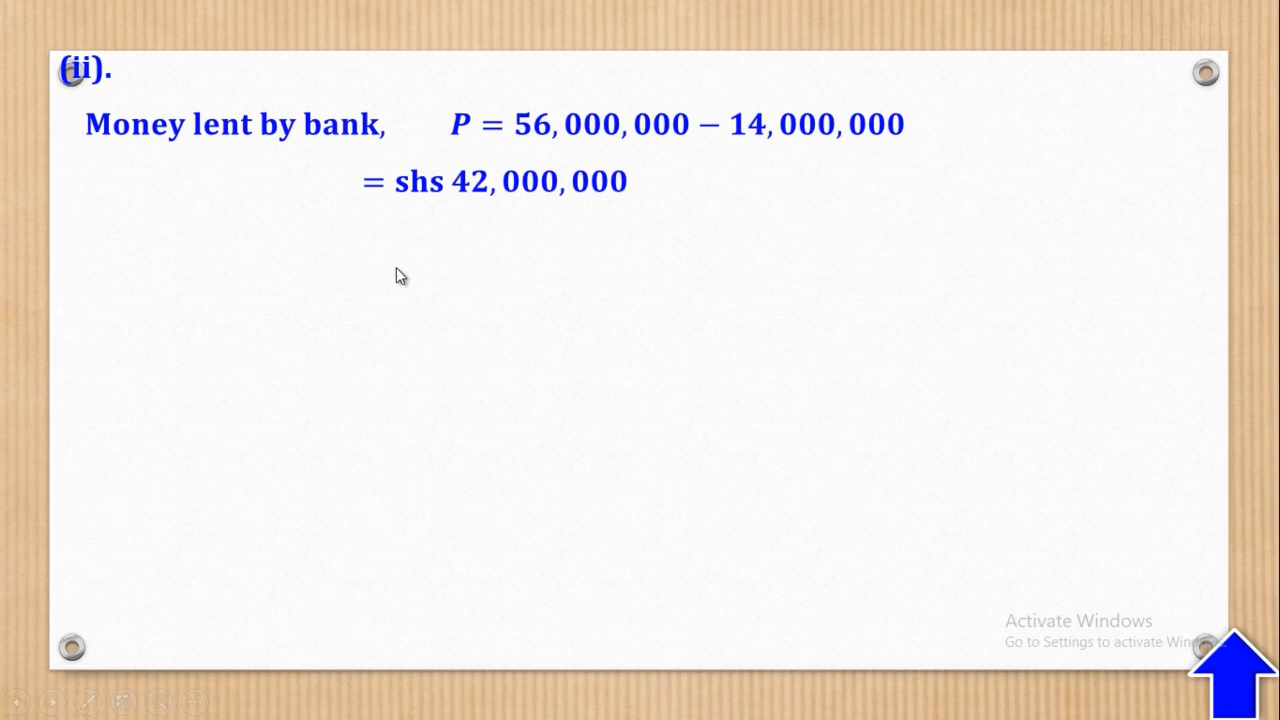 (ii).
Money lent by bank, P = 56,000,000 − 14,000,000
= shs 42,000,000
Activate Windows
Go to Settings to activate Windows.